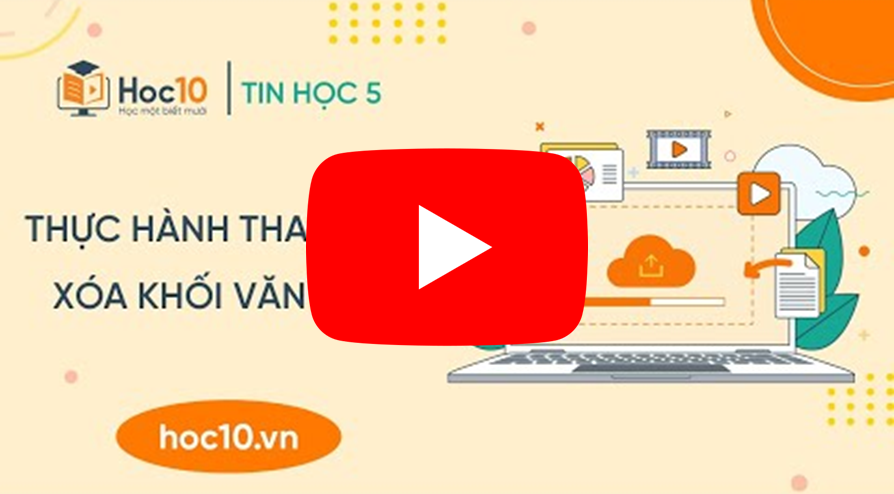 Hoc10
Học một biết mười
TIN HỌC 5
THỰC HÀNH THA
XÓA KHỐI VĂN
hoc10.vn